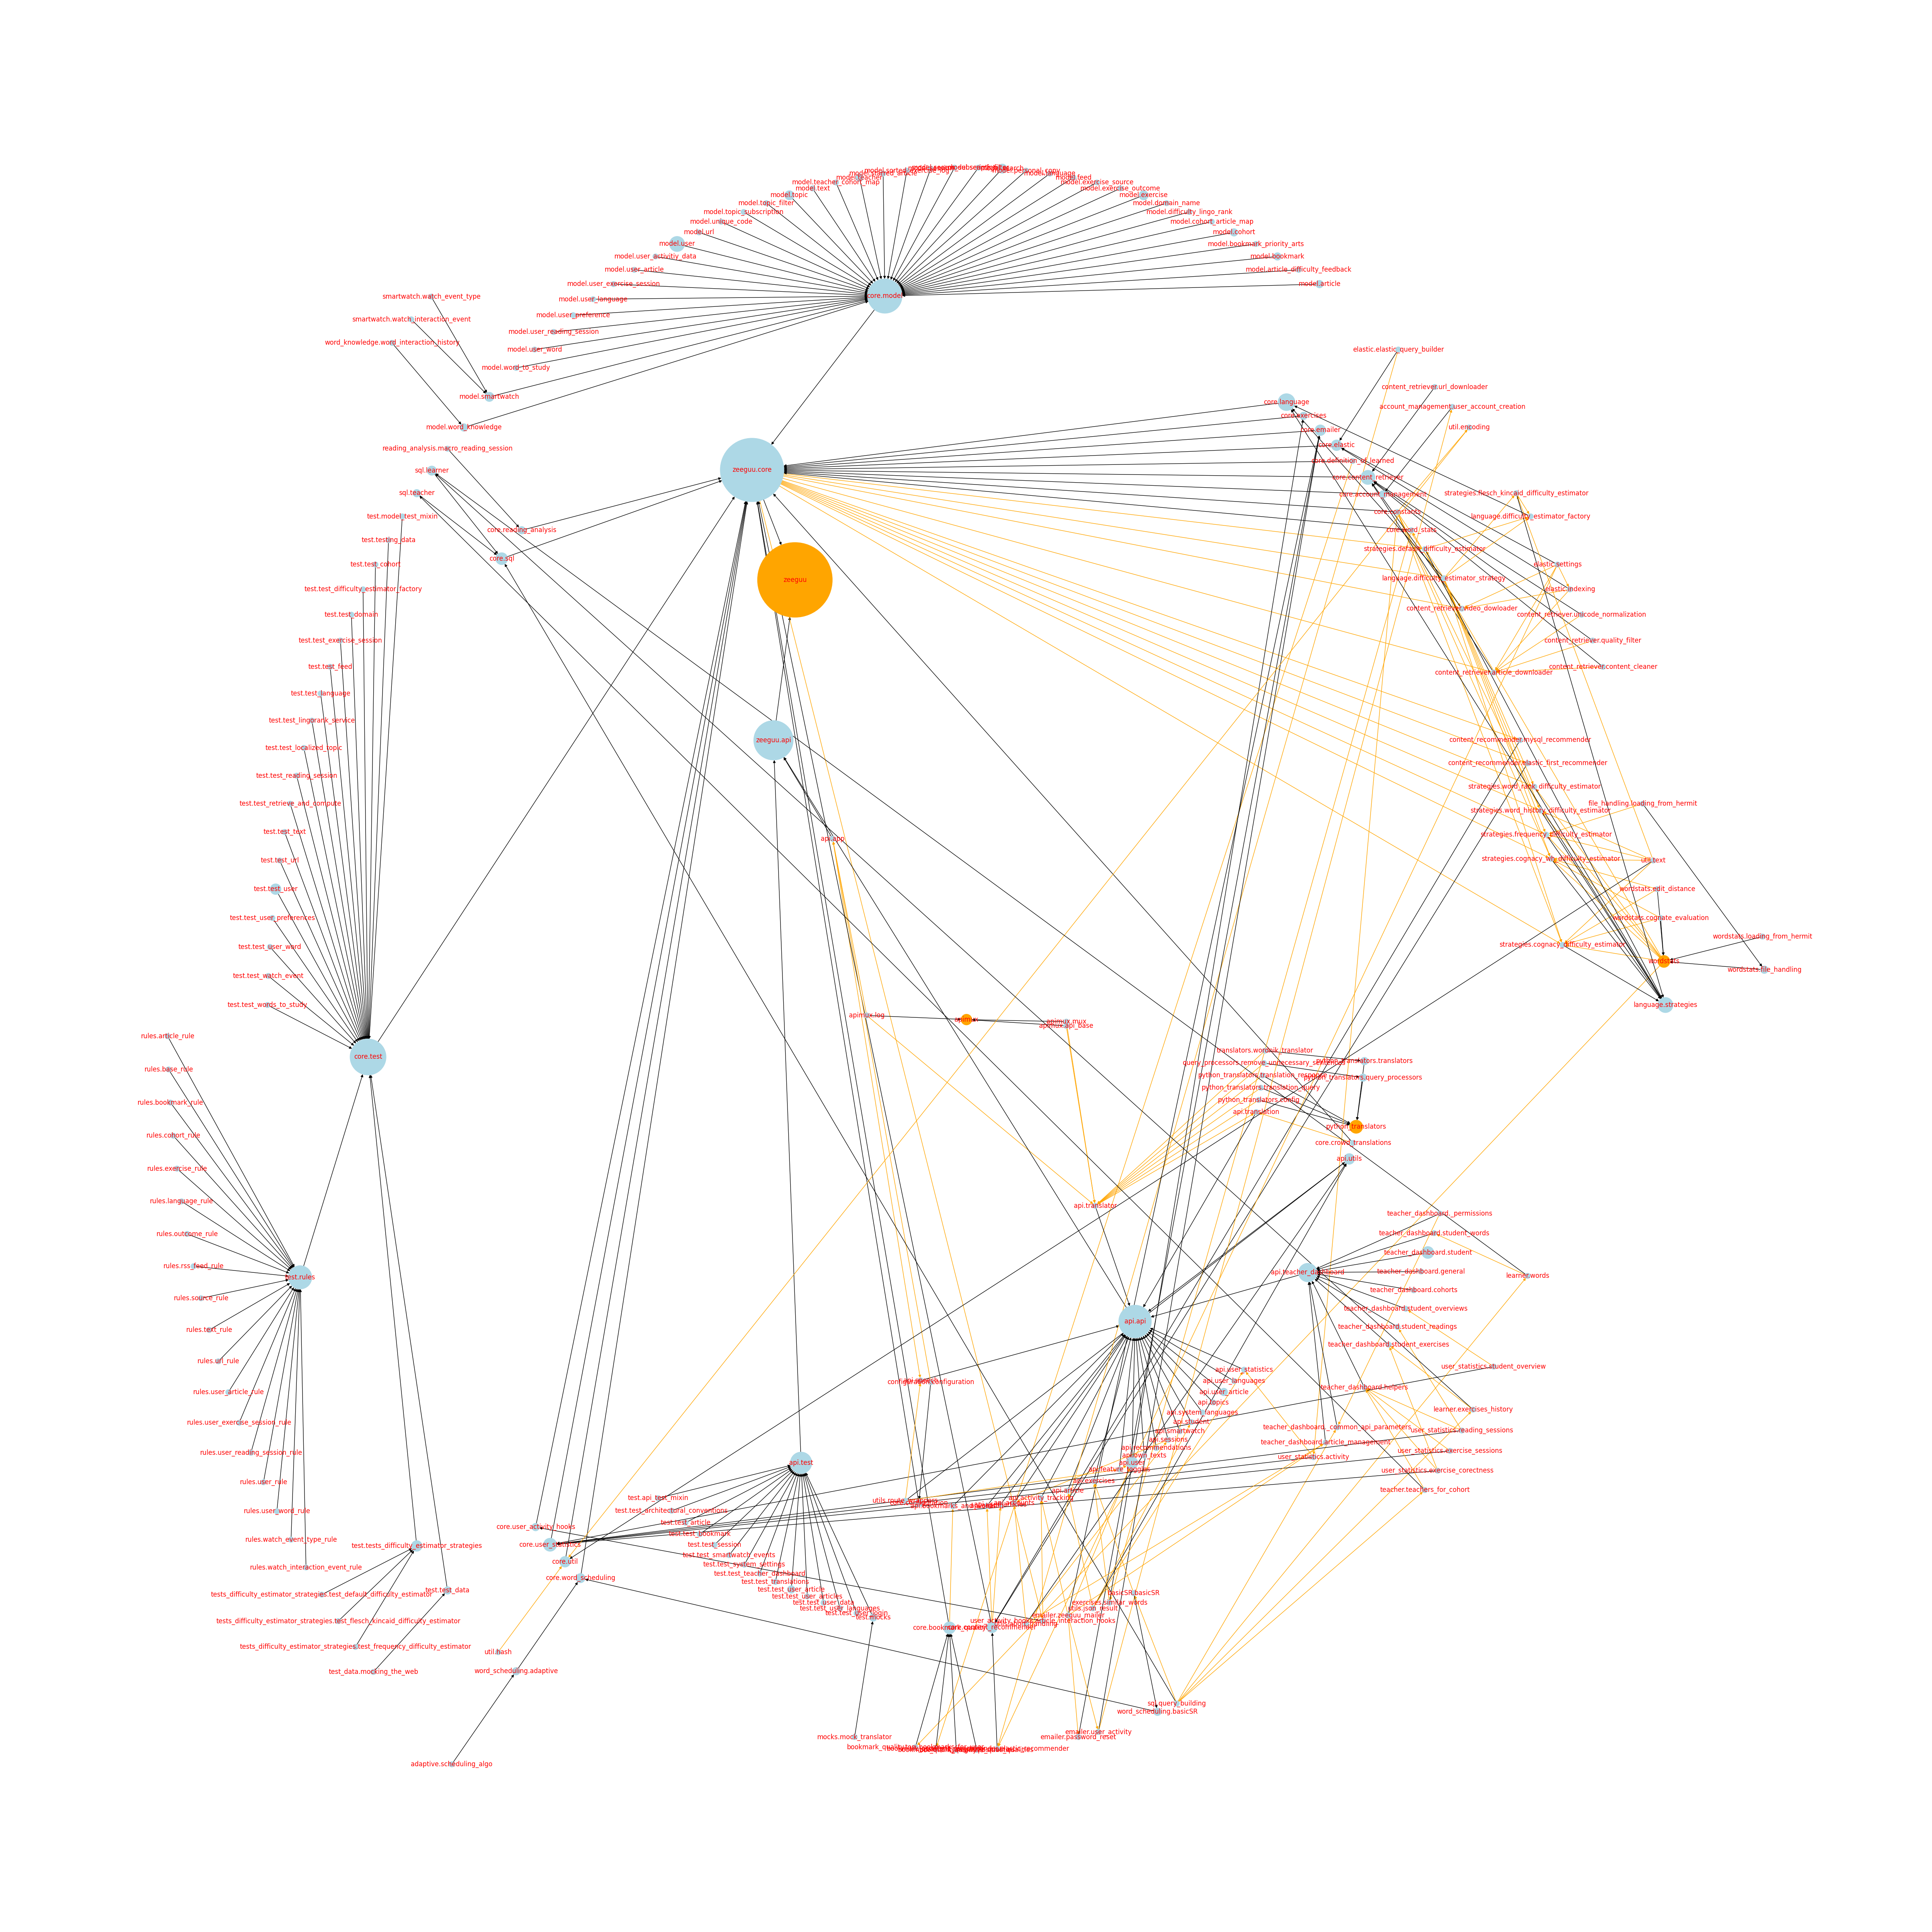 model.teacher_cohort_map
model.feed
model.exercise_source
model.text
model.exercise_outcome
model.topic
model.exercise
model.topic_filter
model.domain_name
model.topic_subscription
model.difficulty_lingo_rank
model.unique_code
model.cohort_article_map
model.url
model.cohort
model.user
model.bookmark_priority_arts
model.user_activitiy_data
model.bookmark
model.user_article
model.article_difficulty_feedback
model.user_exercise_session
model.article
core.model
smartwatch.watch_event_type
model.user_language
model.user_preference
smartwatch.watch_interaction_event
model.user_reading_session
word_knowledge.word_interaction_history
model.user_word
elastic.elastic_query_builder
model.word_to_study
content_retriever.url_downloader
model.smartwatch
core.language
account_management.user_account_creation
core.exercises
model.word_knowledge
util.encoding
core.emailer
core.elastic
reading_analysis.macro_reading_session
core.definition_of_learned
sql.learner
zeeguu.core
core.content_retriever
sql.teacher
core.account_management
strategies.flesch_kincaid_difficulty_estimator
core.constants
test.model_test_mixin
language.difficulty_estimator_factory
core.reading_analysis
core.word_stats
test.testing_data
strategies.default_difficulty_estimator
core.sql
test.test_cohort
elastic.settings
zeeguu
language.difficulty_estimator_strategy
test.test_difficulty_estimator_factory
elastic.indexing
content_retriever.video_dowloader
test.test_domain
content_retriever.unicode_normalization
test.test_exercise_session
content_retriever.quality_filter
test.test_feed
content_retriever.content_cleaner
content_retriever.article_downloader
test.test_language
test.test_lingorank_service
zeeguu.api
content_recommender.mysql_recommender
test.test_localized_topic
content_recommender.elastic_first_recommender
test.test_reading_session
strategies.word_rank_difficulty_estimator
test.test_retrieve_and_compute
file_handling.loading_from_hermit
strategies.word_history_difficulty_estimator
test.test_text
strategies.frequency_difficulty_estimator
api.app
test.test_url
strategies.cognacy_wh_difficulty_estimator
util.text
test.test_user
wordstats.edit_distance
test.test_user_preferences
wordstats.cognate_evaluation
wordstats.loading_from_hermit
test.test_user_word
strategies.cognacy_difficulty_estimator
wordstats
wordstats.file_handling
test.test_watch_event
test.test_words_to_study
language.strategies
apimux.log
apimux
apimux.mux
apimux.api_base
rules.article_rule
core.test
translators.wordnik_translator
python_translators.translators
rules.base_rule
python_translators.translation_response
python_translators.query_processors
python_translators.translation_query
rules.bookmark_rule
python_translators.config
api.translation
python_translators
rules.cohort_rule
core.crowd_translations
api.utils
rules.exercise_rule
rules.language_rule
api.translator
teacher_dashboard._permissions
rules.outcome_rule
teacher_dashboard.student_words
teacher_dashboard.student
rules.rss_feed_rule
api.teacher_dashboard
teacher_dashboard.general
test.rules
learner.words
teacher_dashboard.cohorts
rules.source_rule
teacher_dashboard.student_overviews
api.api
teacher_dashboard.student_readings
rules.text_rule
teacher_dashboard.student_exercises
rules.util_rule
user_statistics.student_overview
api.user_statistics
api.user_languages
teacher_dashboard.helpers
rules.user_article_rule
api.user_article
api.topics
learner.exercises_history
api.system_languages
rules.user_exercise_session_rule
api.student
teacher_dashboard._common_api_parameters
user_statistics.reading_sessions
api.smartwatch
api.sessions
teacher_dashboard.article_management
api.recommendations
rules.user_reading_session_rule
user_statistics.exercise_sessions
api.own_texts
user_statistics.activity
api.user
api.test
api.feature_toggles
user_statistics.exercise_corectness
rules.user_rule
api.exercises
teacher.teachers_for_cohort
api.article
test.api_test_mixin
api.activity_tracking
rules.user_word_rule
test.test_architectural_conventions
test.test_article
core.user_activity_hooks
test.test_bookmark
rules.watch_event_type_rule
core.user_statistics
test.tests_difficulty_estimator_strategies
test.test_session
test.test_smartwatch_events
core.util
test.test_system_settings
rules.watch_interaction_event_rule
test.test_teacher_dashboard
core.word_scheduling
test.test_translations
test.test_data
test.test_user_article
basicSR.basicSR
tests_difficulty_estimator_strategies.test_default_difficulty_estimator
test.test_user_articles
test.test_user_data
exercises.similar_words
test.test_user_languages
utils.json_result
test.test_user_login
test.mocks
emailer.zeeguu_mailer
tests_difficulty_estimator_strategies.test_flesch_kincaid_difficulty_estimator
tests_difficulty_estimator_strategies.test_frequency_difficulty_estimator
util.hash
test_data.mocking_the_web
word_scheduling.adaptive
sql.query_building
word_scheduling.basicSR
emailer.user_activity
mocks.mock_translator
emailer.password_reset
adaptive.scheduling_algo